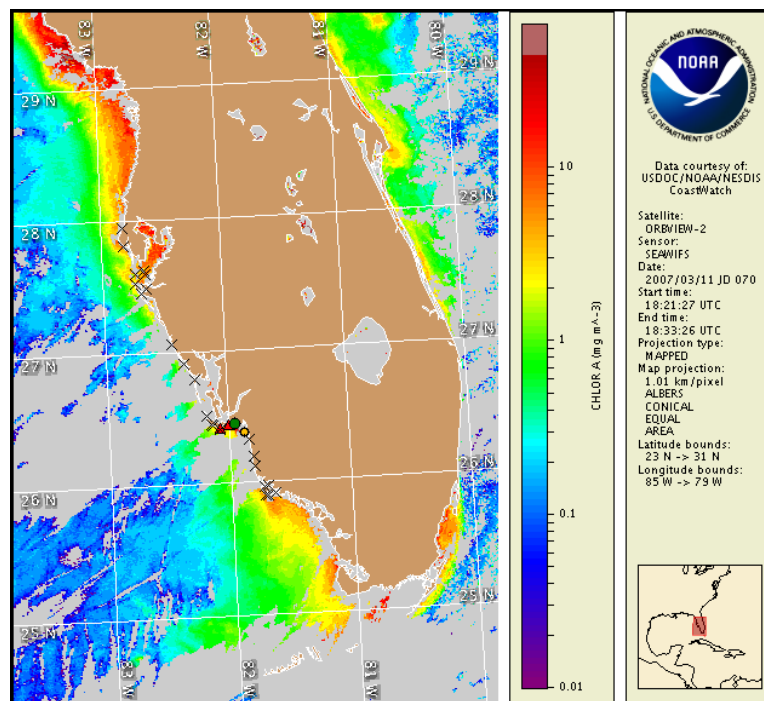 83 W
82 W
81 W
80 W
29 N
29 N
28 N
28 N
27 N
27 N
26 N
26 N
25 N
25 N
83 W
82 W
81 W
10
1
0.1
0.01
CHLOR A (mg m^-3)
NATIONAL OCEANIC AND ATMOSPHERIC ADMINISTRATION
NOAA
U.S. DEPARTMENT OF COMMERCE
Data courtesy of:
USDOC/NOAA/NESDIS
CoastWatch
Satellite:
ORBVIEW-2
Sensor:
SEAWIFS
Date:
2007/03/11 JD 070
Start time:
18:21:27 UTC
End time:
18:33:26 UTC
Projection type:
MAPPED
Map projection:
1.01 km/pixel
ALBERS
CONICAL
EQUAL
AREA
Latitude bounds:
23 N -> 31 N
Longitude bounds:
85 W -> 79 W